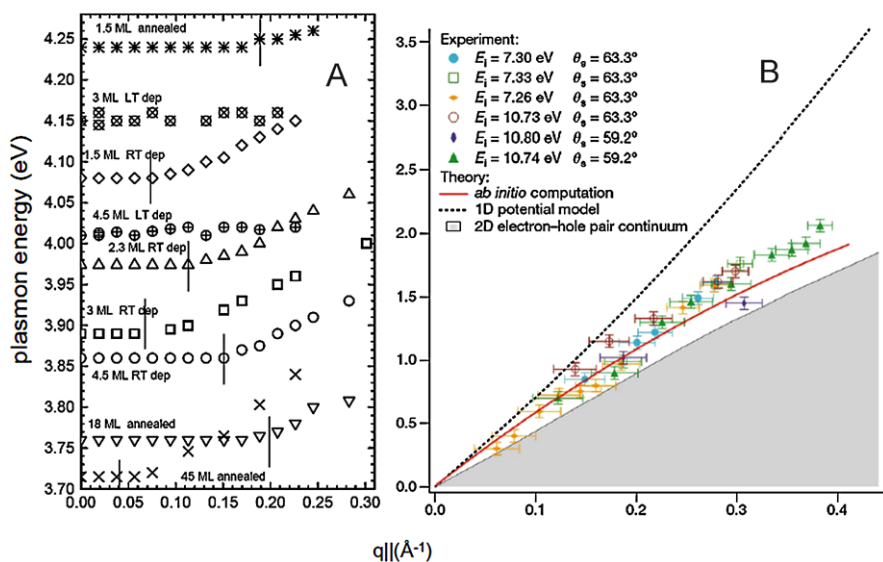 plasmon energy (eV)
4.25
4.20
4.15
4.10
4.05
4.00
3.95
3.90
3.85
3.80
3.75
3.70
0.00
0.05
0.10
0.15
0.20
0.25
0.30
A
1.5 ML annealed
3 ML LT dep
1.5 ML RT dep
4.5 ML LT dep
2.3 ML RT dep
3 ML RT dep
4.5 ML RT dep
18 ML annealed
45 ML annealed
B
3.6
3.0
2.5
2.0
1.5
1.0
0.5
0.0
0.0
0.1
0.2
0.3
0.4
Experiment:
Ei = 7.30 eV θs = 63.3°
Ei = 7.33 eV θs = 63.3°
Ei = 7.26 eV θs = 63.3°
Ei = 10.73 eV θs = 63.3°
Ei = 10.80 eV θs = 59.2°
Ei = 10.74 eV θs = 59.2°
Theory:
ab initio computation
1D potential model
2D electron–hole pair continuum
q||(Å-1)